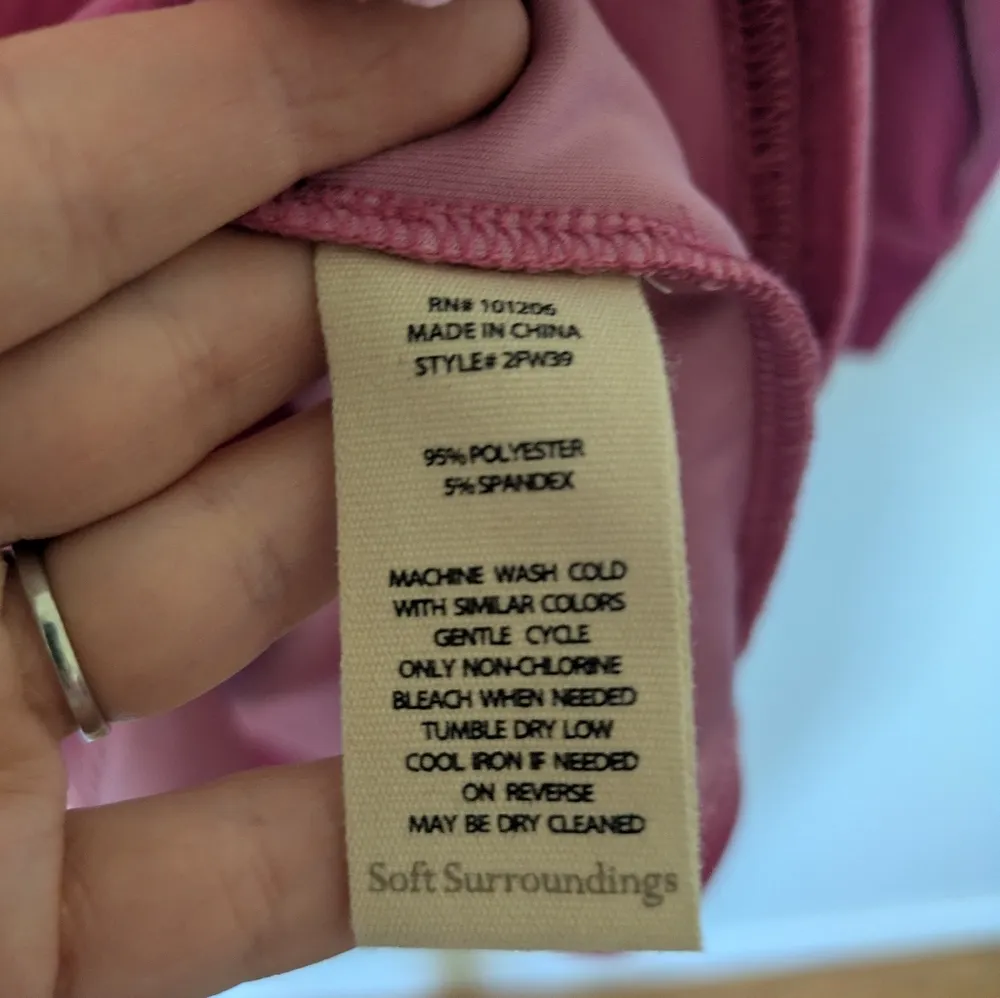 RN# 101206
MADE IN CHINA
STYLE# 2FW39
95% POLYESTER
5% SPANDEX
MACHINE WASH COLD
WITH SIMILAR COLORS
GENTLE CYCLE
ONLY NON-CHLORINE
BLEACH WHEN NEEDED
TUMBLE DRY LOW
COOL IRON IF NEEDED
ON REVERSE
MAY BE DRY CLEANED
Soft Surroundings